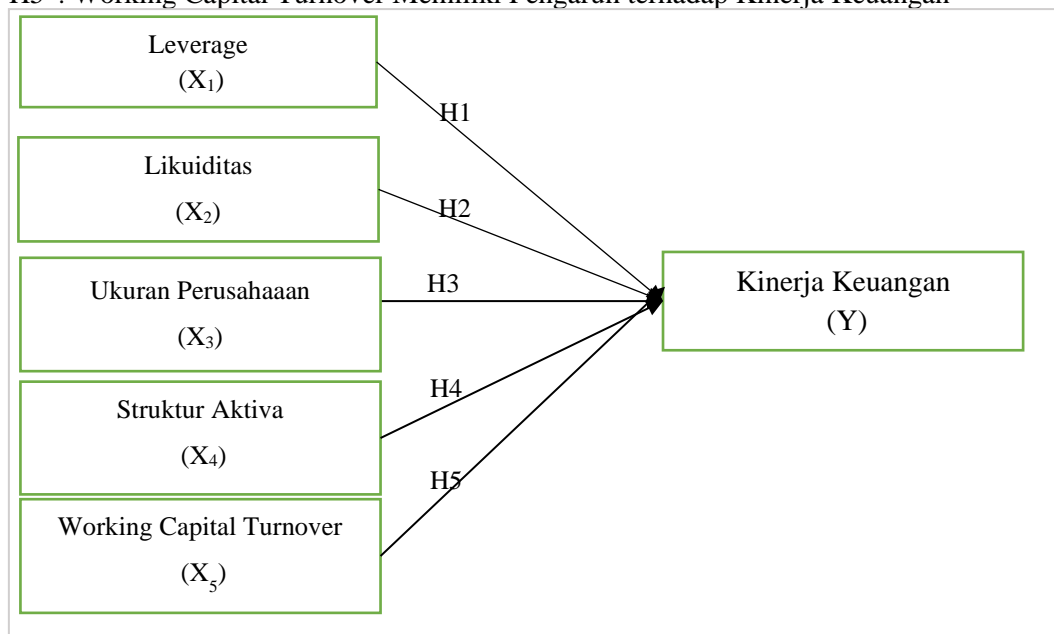 H5 : Working Capital Turnover Memiliki Pengaruh terhadap Kinerja Keuangan
Leverage
(X₁)
H1
Likuiditas
(X₂)
H2
Ukuran Perusahaaan
(X₃)
H3
Kinerja Keuangan
(Y)
Struktur Aktiva
(X₄)
H4
Working Capital Turnover
(X₅)
H5